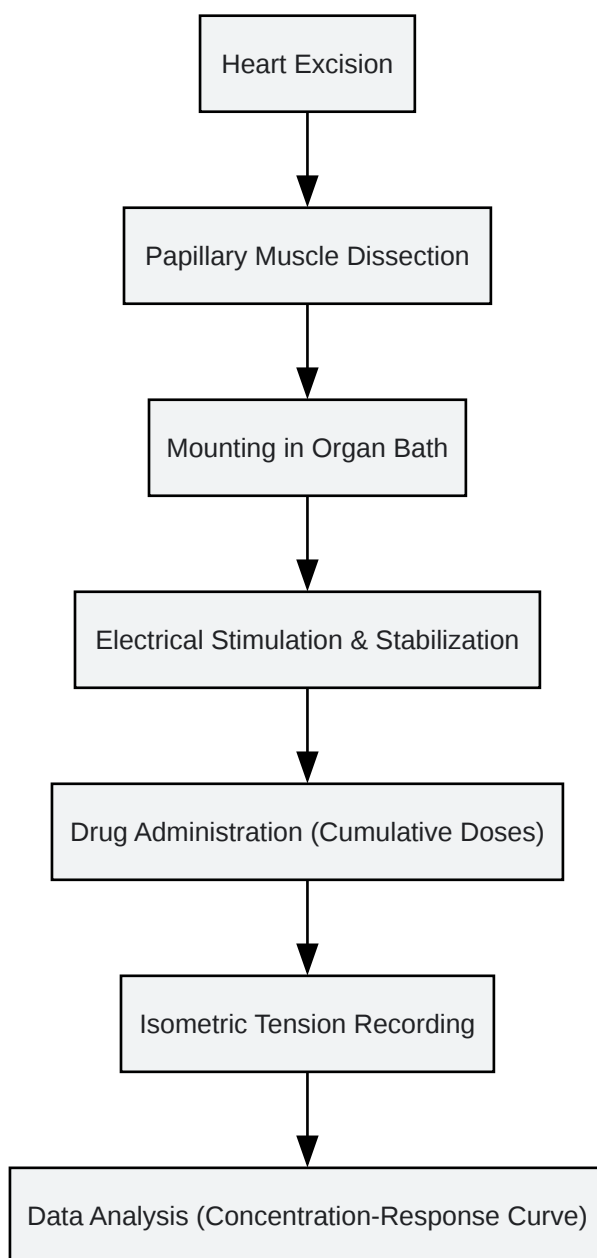 Heart Excision
Papillary Muscle Dissection
Mounting in Organ Bath
Electrical Stimulation & Stabilization
Drug Administration (Cumulative Doses)
Isometric Tension Recording
Data Analysis (Concentration-Response Curve)